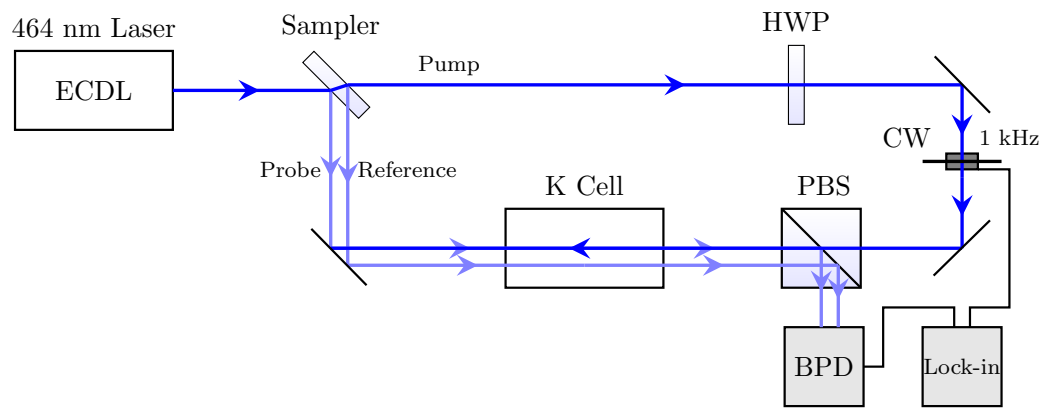 464 nm Laser
Sampler
HWP
ECDL
Pump
CW
1 kHz
Probe
Reference
K Cell
PBS
BPD
Lock-in